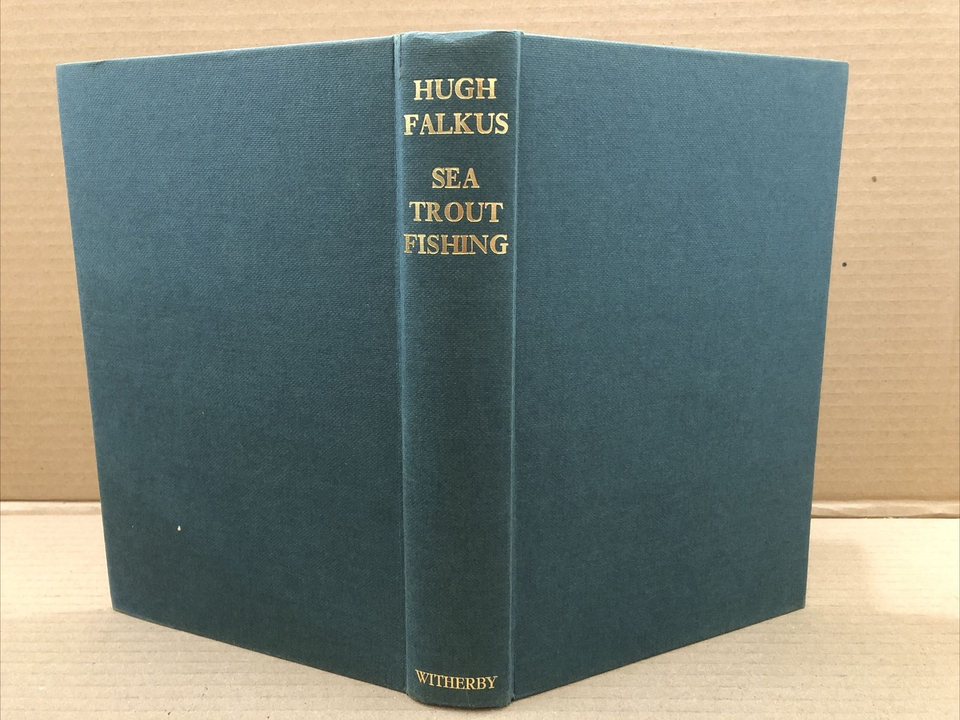 HUGH
FALKUS
SEA
TROUT
FISHING
WITHERBY